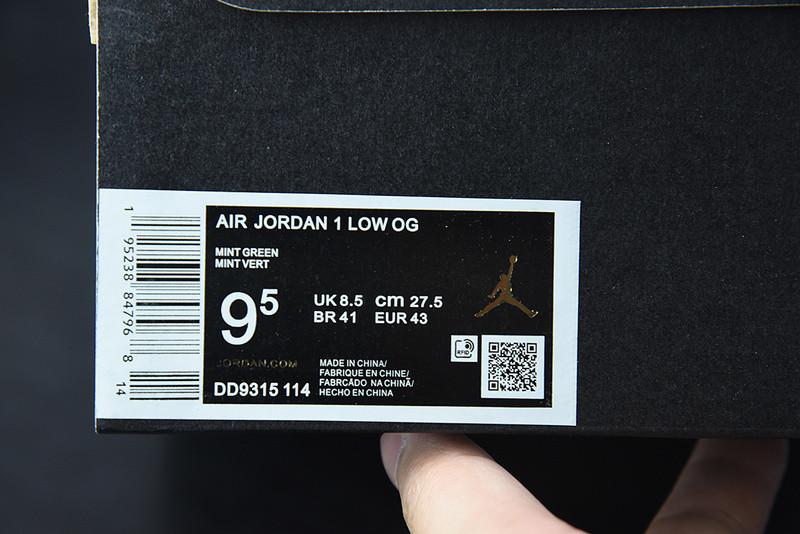 AIR JORDAN 1 LOW OG
MINT GREEN
MINT VERT
9⁵
UK 8.5 cm 27.5
BR 41 EUR 43
JORDAN.COM
DD9315 114
MADE IN CHINA/
FABRIQUE EN CHINE/
FABRCADO NA CHINA/
HECHO EN CHINA
RFID
1 95238 84796 8 14